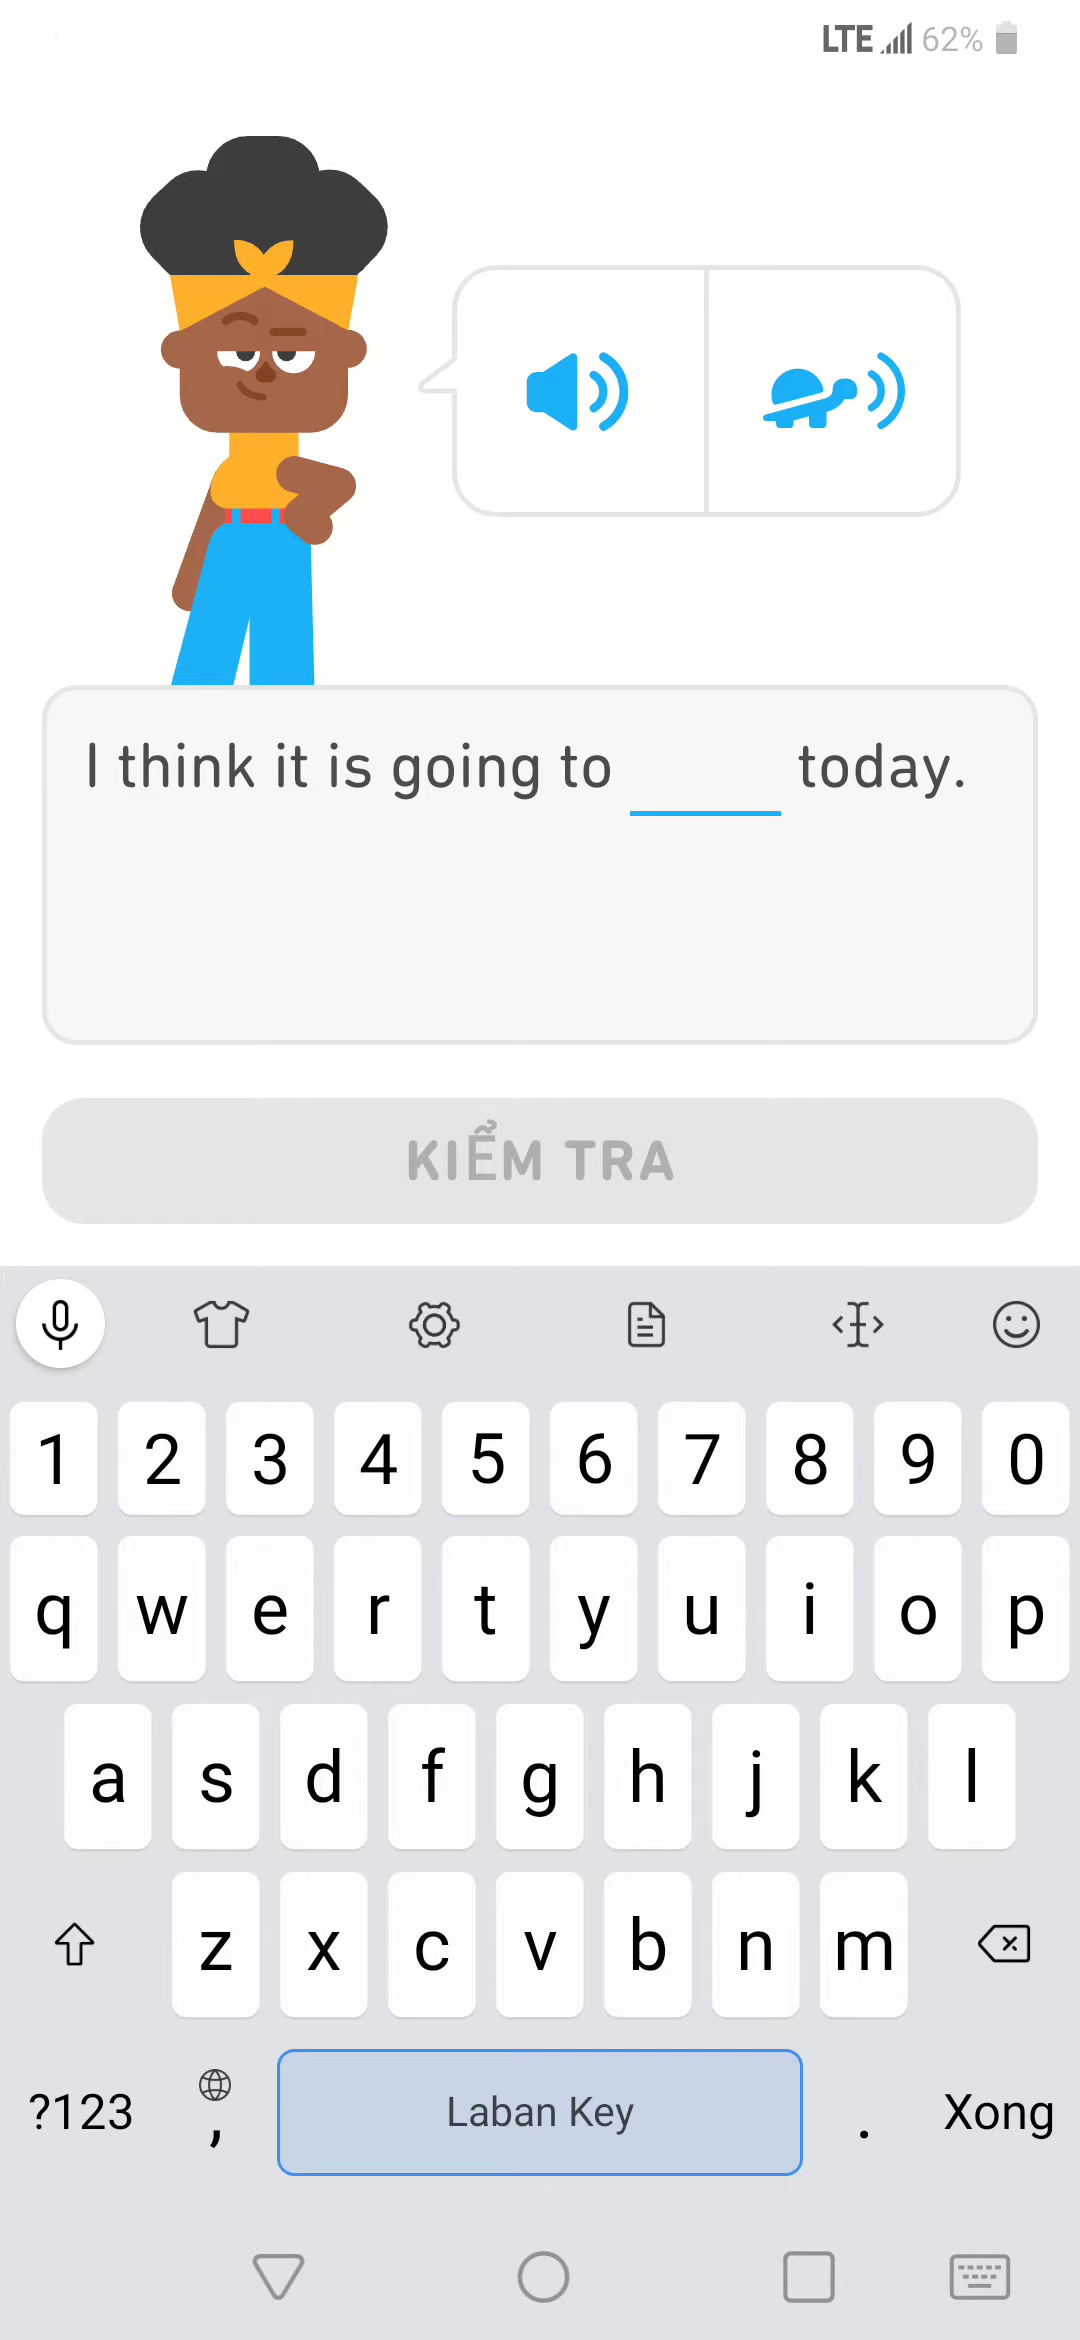 LTE 62%
I think it is going to today.
KIỂM TRA
1 2 3 4 5 6 7 8 9 0
q w e r t y u i o p
a s d f g h j k l
z x c v b n m
?123 , Laban Key . Xong